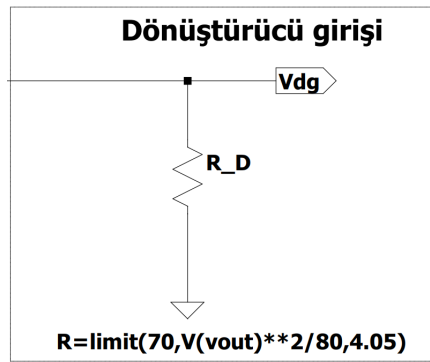 Dönüştürücü girişi
Vdg
R_D
R=limit(70,V(vout)**2/80,4.05)